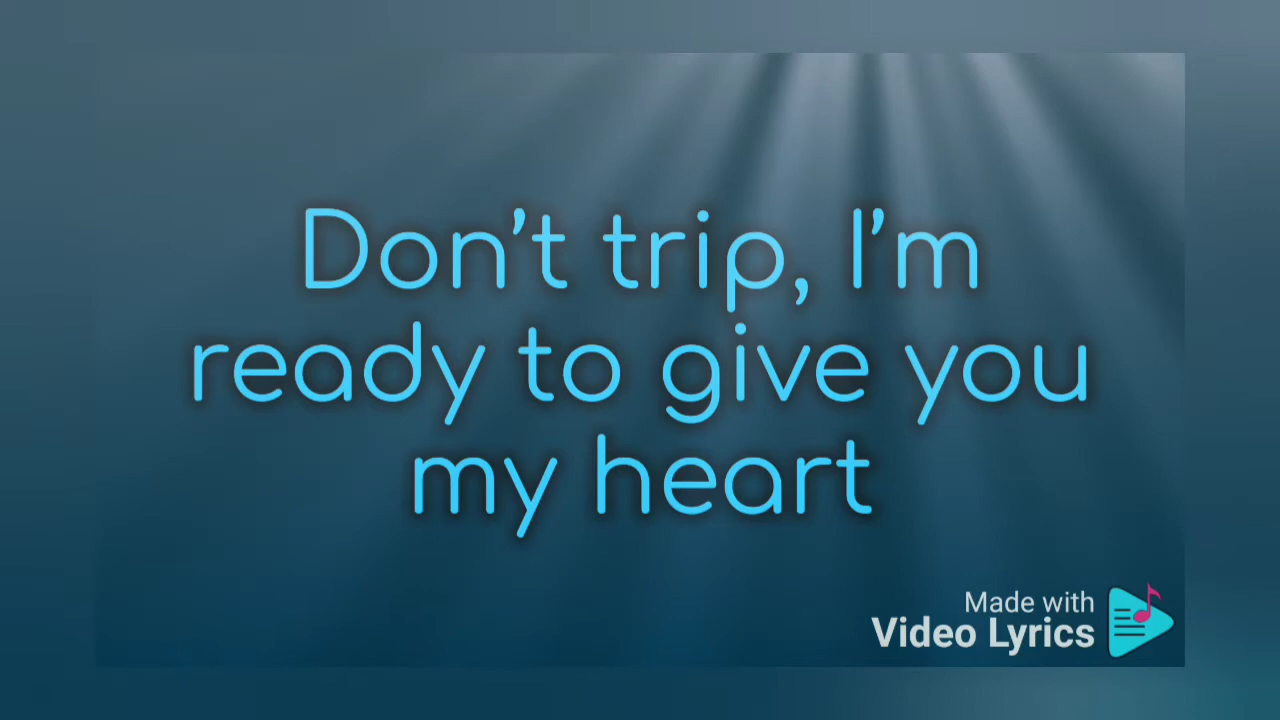 Don’t trip, I’m
ready to give you
my heart
Made with
Video Lyrics